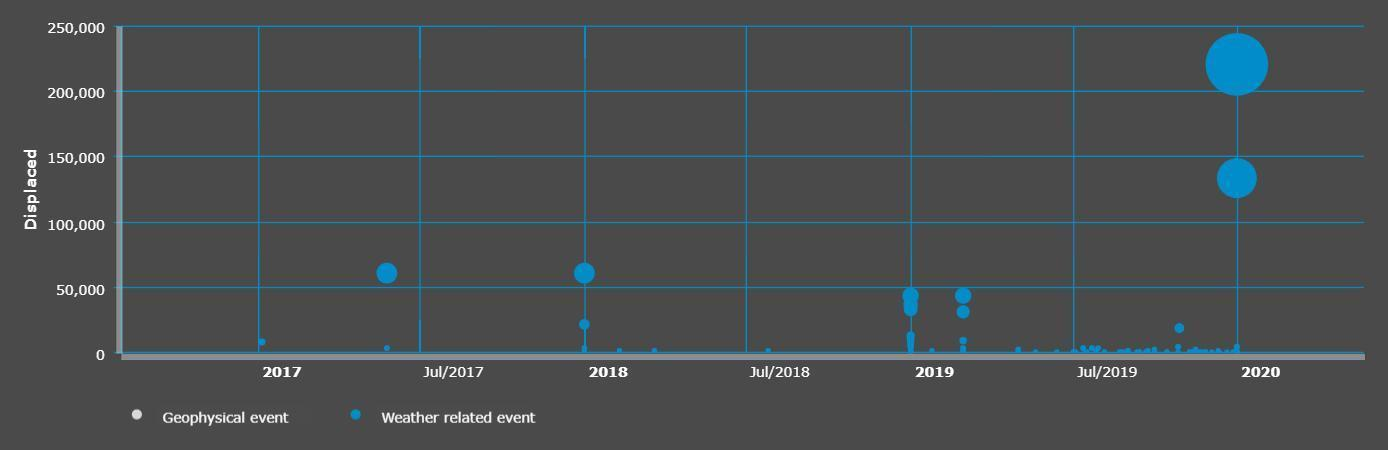 250,000
200,000
150,000
100,000
50,000
0
Displaced
2017 Jul/2017 2018 Jul/2018 2019 Jul/2019 2020
Geophysical event Weather related event